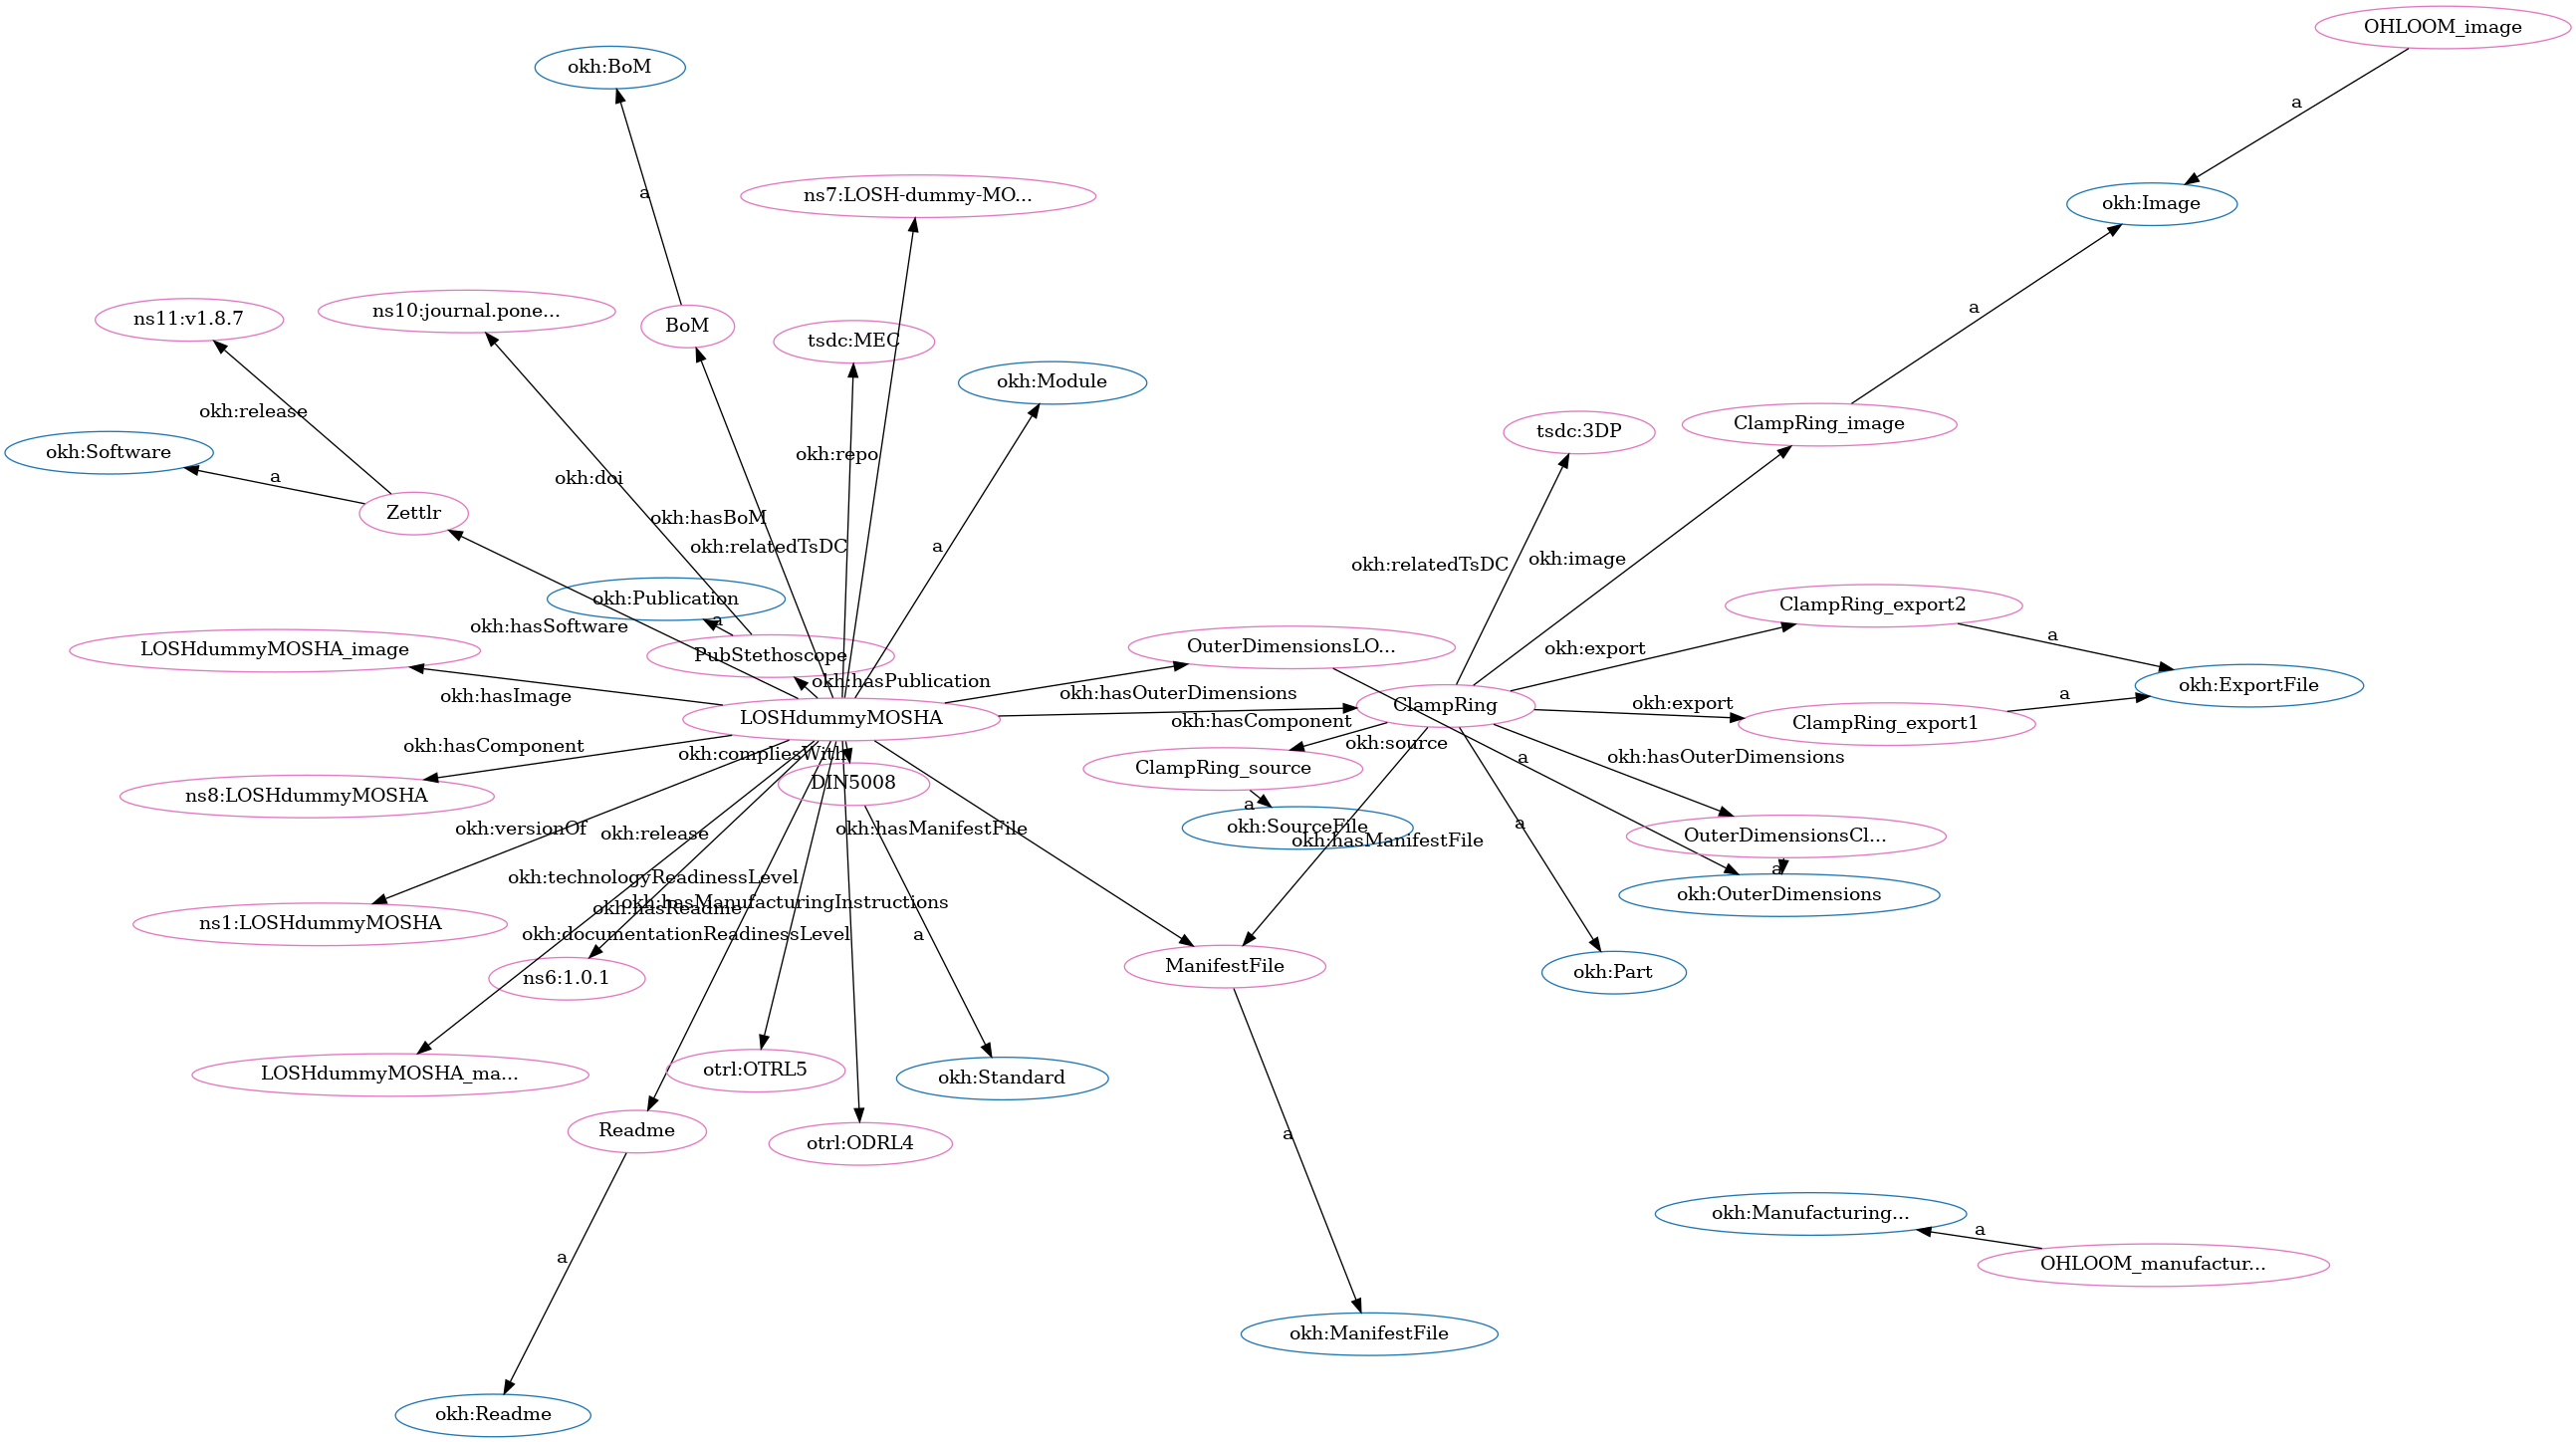 OHLOOM_image
okh:BoM
a
a
ns7:LOSH-dummy-MO...
okh:Image
ns10:journal.pone...
ns11:v1.8.7
a
BoM
tsdc:MEC
okh:Module
okh:release
ClampRing_image
tsdc:3DP
okh:Software
okh:repo
a
okh:doi
Zettlr
okh:hasBoM
okh:relatedTsDC
a
okh:image
okh:relatedTsDC
okh:Publication
ClampRing_export2
a
okh:hasSoftware
a
LOSHdummyMOSHA_image
OuterDimensionsLO...
okh:export
PubStethoscope
okh:hasPublication
okh:ExportFile
okh:hasImage
okh:hasOuterDimensions
a
okh:export
ClampRing
LOSHdummyMOSHA
okh:hasComponent
ClampRing_export1
okh:hasComponent
okh:source
okh:compliesWith
okh:hasOuterDimensions
a
ClampRing_source
DIN5008
ns8:LOSHdummyMOSHA
a
okh:versionOf
okh:release
okh:hasManifestFile
okh:SourceFile
a
okh:hasManifestFile
OuterDimensionsCl...
a
okh:technologyReadinessLevel
okh:OuterDimensions
okh:hasManufacturingInstructions
okh:hasReadme
ns1:LOSHdummyMOSHA
okh:documentationReadinessLevel
a
ManifestFile
okh:Part
ns6:1.0.1
LOSHdummyMOSHA_ma...
otrl:OTRL5
okh:Standard
Readme
otrl:ODRL4
a
okh:Manufacturing...
a
a
OHLOOM_manufactur...
okh:ManifestFile
okh:Readme